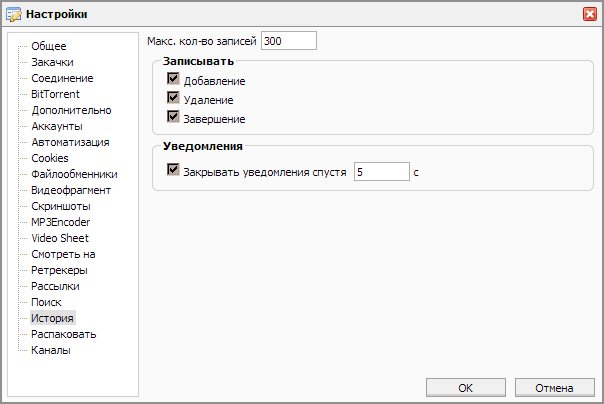 Настройки
Общее
Закачки
Соединение
BitTorrent
Дополнительно
Аккаунты
Автоматизация
Cookies
Файлообменники
Видеофрагмент
Скриншоты
MP3Encoder
Video Sheet
Смотреть на
Ретрекеры
Рассылки
Поиск
История
Распаковать
Каналы
Макс. кол-во записей 300
Записывать
Добавление
Удаление
Завершение
Уведомления
Закрывать уведомления спустя 5 с
OK Отмена